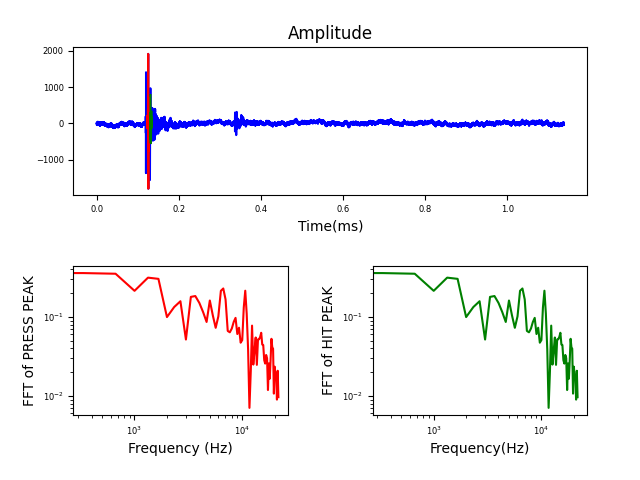 Amplitude
2000
1000
0
−1000
0.0 0.2 0.4 0.6 0.8 1.0
Time(ms)
FFT of PRESS PEAK
10⁻¹
10⁻²
10³ 10⁴
Frequency (Hz)
FFT of HIT PEAK
10⁻¹
10⁻²
10³ 10⁴
Frequency(Hz)